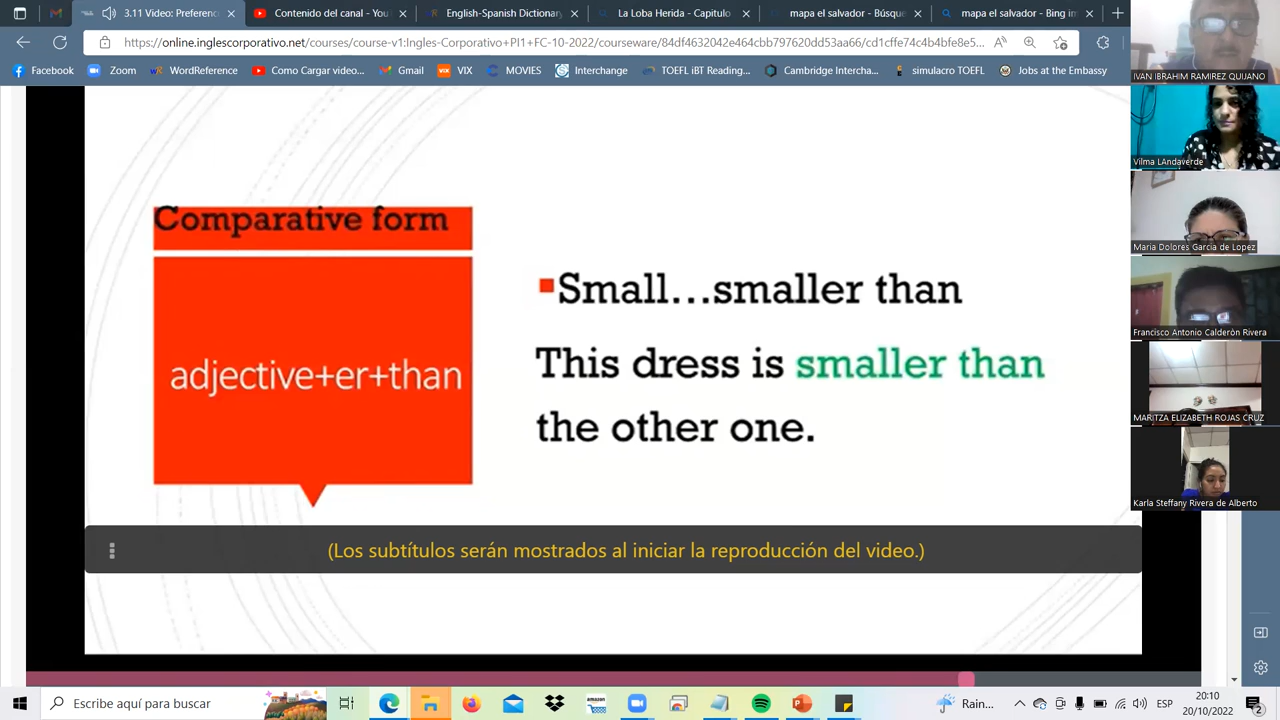 3.11 Video: Preferenc
Contenido del canal - You
English-Spanish Dictionary
La Loba Herida - Capitulo
mapa el salvador - Búsque
mapa el salvador - Bing im
https://online.inglescorporativo.net/courses/course-v1:Ingles-Corporativo+PI1+FC-10-2022/courseware/84df4632042e464cbb797620dd53aa66/cd1cffe74c4b4bfe8e5...
Facebook
Zoom
WordReference
Como Cargar video...
Gmail
VIX
MOVIES
Interchange
TOEFL iBT Reading...
Cambridge Intercha...
simulacro TOEFL
Jobs at the Embassy
IVAN IBRAHIM RAMIREZ QUIJANO
Vilma LAndaverde
Maria Dolores Garcia de Lopez
Francisco Antonio Calderòn Rivera
MARITZA ELIZABETH ROJAS CRUZ
Karla Steffany Rivera de Alberto
Comparative form
adjective+er+than
Small...smaller than
This dress is smaller than
the other one.
(Los subtítulos serán mostrados al iniciar la reproducción del video.)
Escribe aquí para buscar
Rain...
ESP
20:10
20/10/2022
2